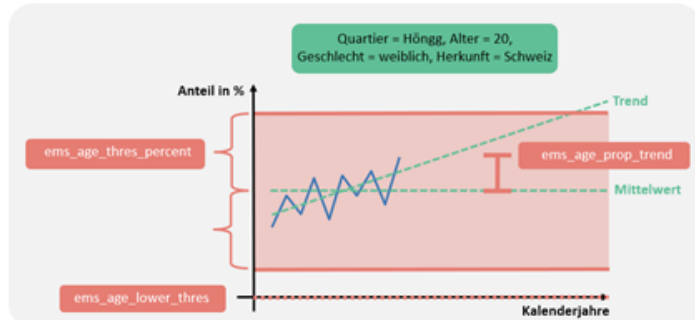 Quartier = Höngg, Alter = 20,
Geschlecht = weiblich, Herkunft = Schweiz
Anteil in %
Trend
ems_age_thres_percent
ems_age_prop_trend
Mittelwert
ems_age_lower_thres
Kalenderjahre